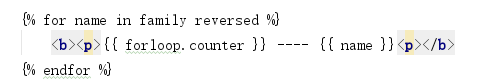 {% for name in family reversed %}
<b><p>{{ forloop.counter }} ---- {{ name }}<p></b>
{% endfor %}